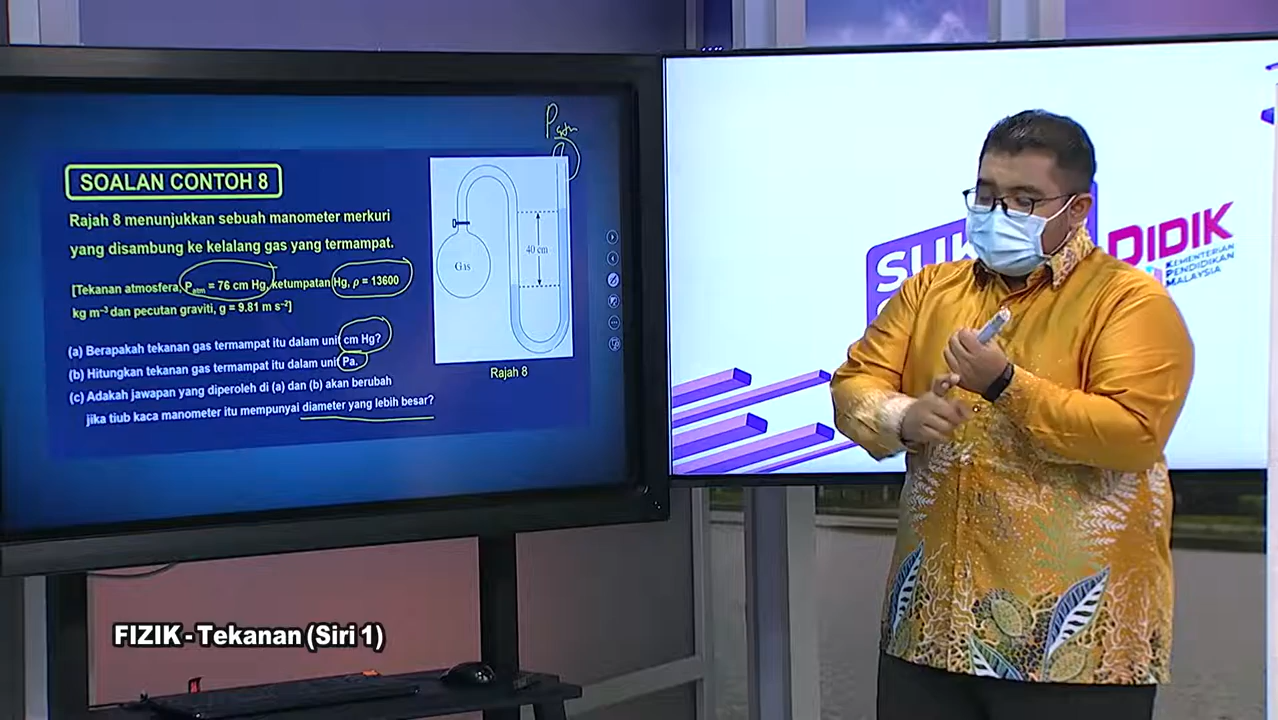 P atm
SOALAN CONTOH 8
Rajah 8 menunjukkan sebuah manometer merkuri
yang disambung ke kelalang gas yang termampat.
[Tekanan atmosfera, Patm = 76 cm Hg, ketumpatan Hg, ρ = 13600
kg m⁻³ dan pecutan graviti, g = 9.81 m s⁻²]
(a) Berapakah tekanan gas termampat itu dalam unit cm Hg?
(b) Hitungkan tekanan gas termampat itu dalam unit Pa.
(c) Adakah jawapan yang diperoleh di (a) dan (b) akan berubah
jika tiub kaca manometer itu mempunyai diameter yang lebih besar?
Gas
40 cm
Rajah 8
DIDIK
KEMENTERIAN
PENDIDIKAN
MALAYSIA
FIZIK - Tekanan (Siri 1)